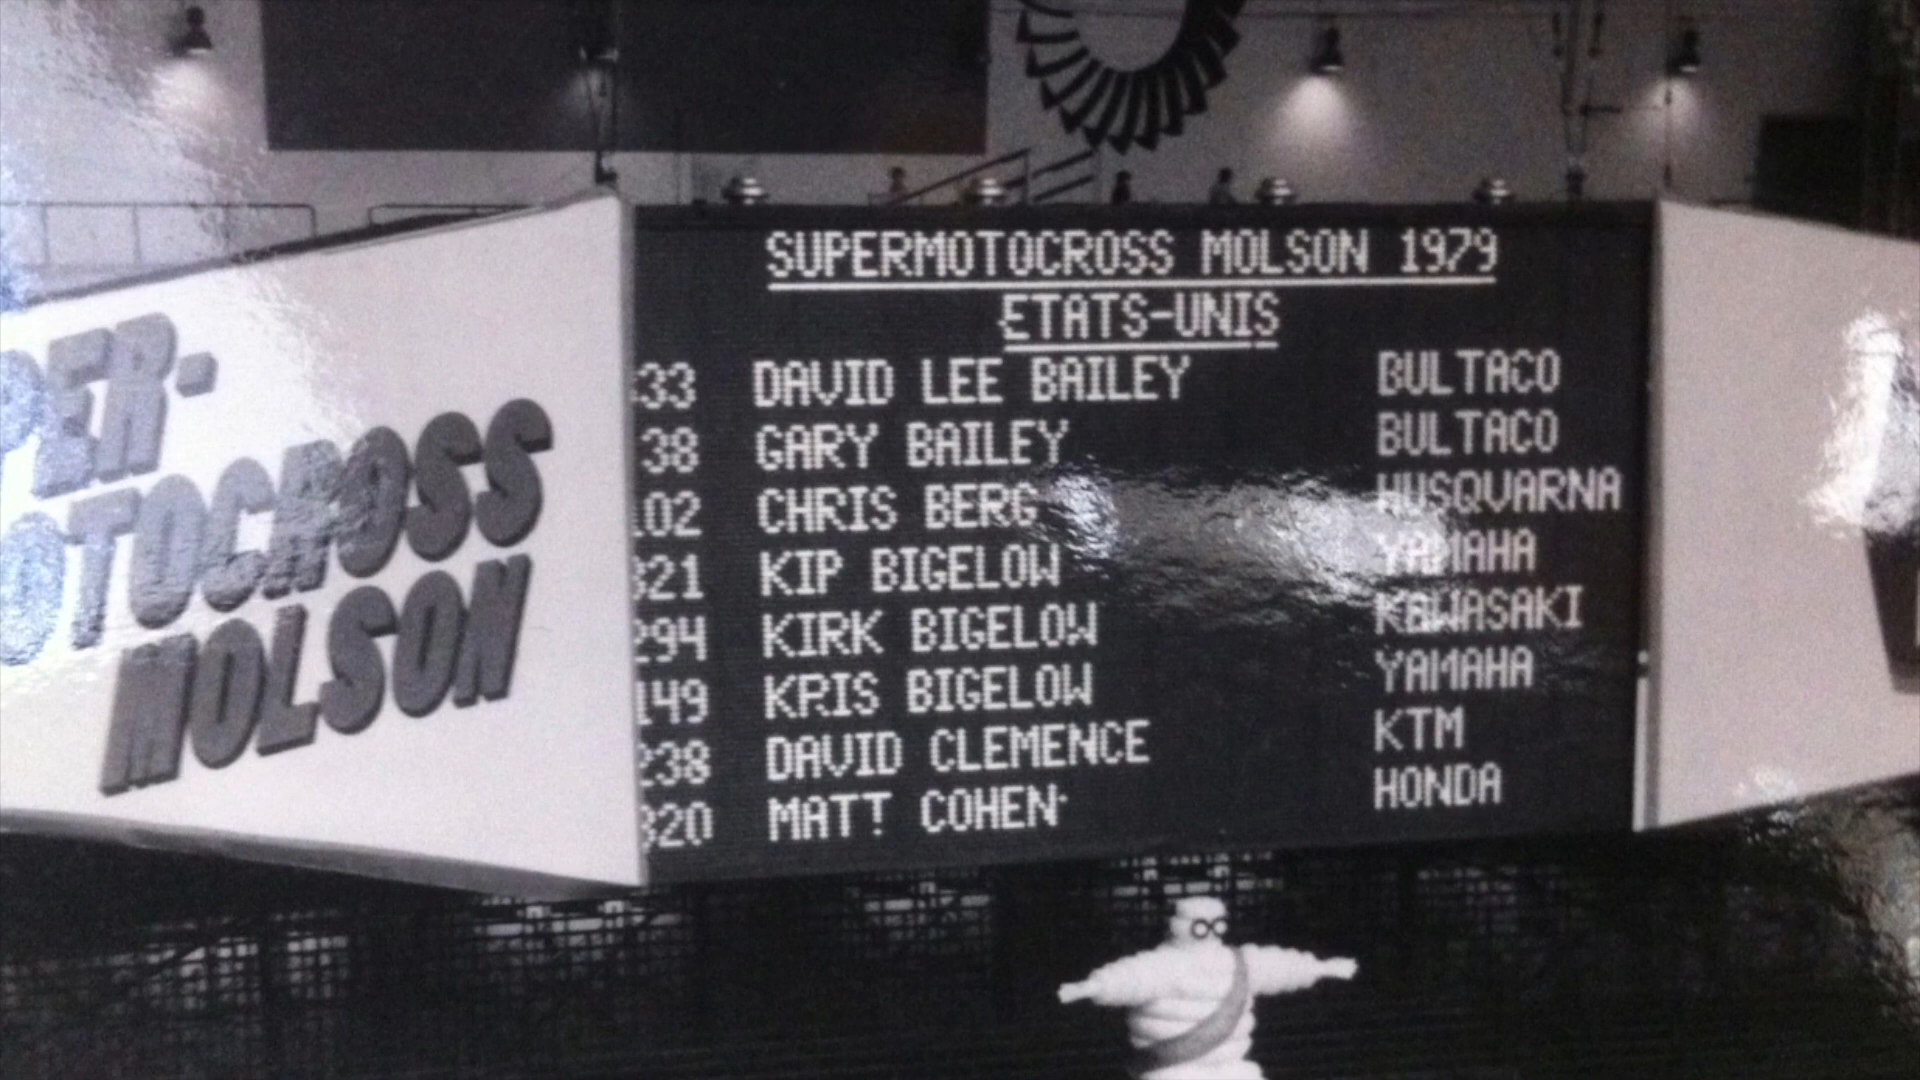 SUPERMOTOCROSS MOLSON 1979
ETATS-UNIS
33 DAVID LEE BAILEY BULTACO
38 GARY BAILEY BULTACO
102 CHRIS BERG HUSQVARNA
321 KIP BIGELOW YAMAHA
294 KIRK BIGELOW KAWASAKI
149 KRIS BIGELOW YAMAHA
238 DAVID CLEMENCE KTM
320 MATT COHEN HONDA
PER-
OTOCROSS
MOLSON